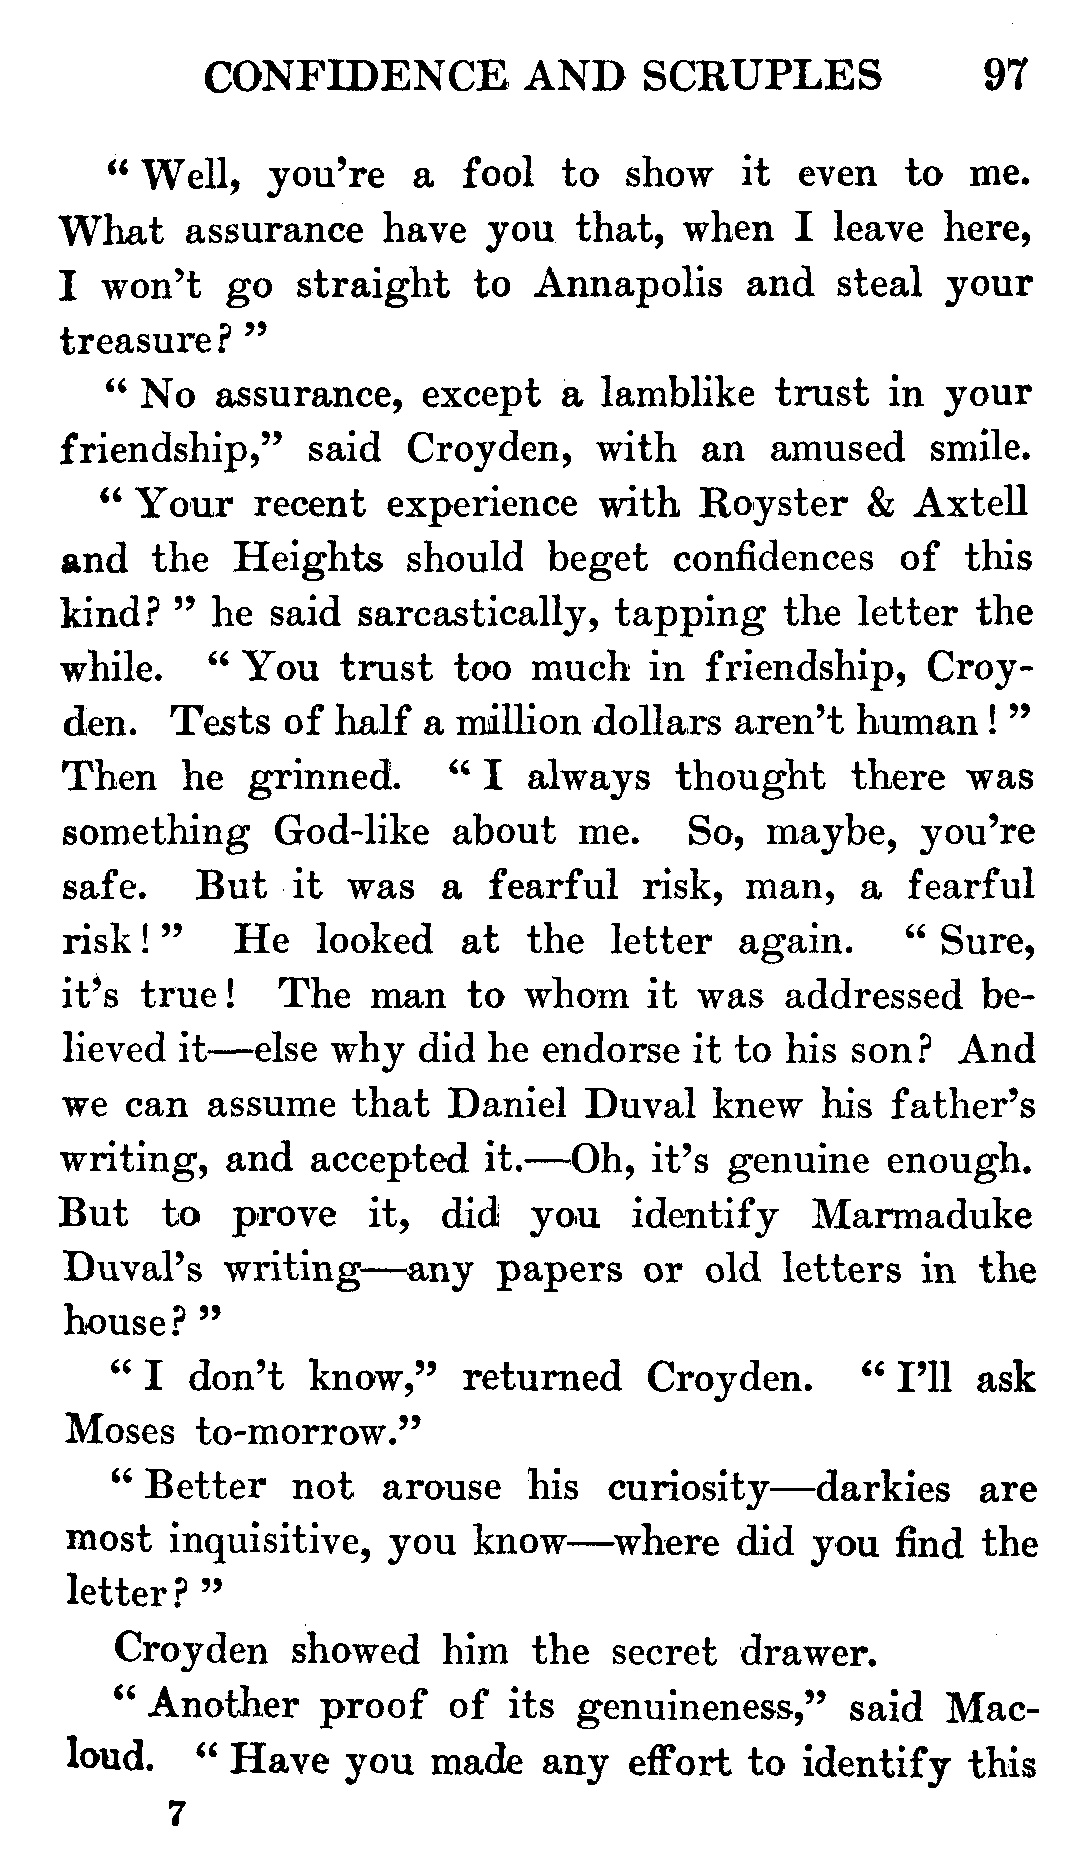 CONFIDENCE AND SCRUPLES 97
“ Well, you’re a fool to show it even to me.
What assurance have you that, when I leave here,
I won’t go straight to Annapolis and steal your
treasure? ”
“ No assurance, except a lamblike trust in your
friendship,” said Croyden, with an amused smile.
“ Your recent experience with Royster & Axtell
and the Heights should beget confidences of this
kind? ” he said sarcastically, tapping the letter the
while. “ You trust too much in friendship, Croy-
den. Tests of half a million dollars aren’t human! ”
Then he grinned. “ I always thought there was
something God-like about me. So, maybe, you’re
safe. But it was a fearful risk, man, a fearful
risk! ” He looked at the letter again. “ Sure,
it’s true! The man to whom it was addressed be-
lieved it—else why did he endorse it to his son? And
we can assume that Daniel Duval knew his father’s
writing, and accepted it.—Oh, it’s genuine enough.
But to prove it, did you identify Marmaduke
Duval’s writing—any papers or old letters in the
house? ”
“ I don’t know,” returned Croyden. “ I’ll ask
Moses to-morrow.”
“ Better not arouse his curiosity—darkies are
most inquisitive, you know—where did you find the
letter? ”
Croyden showed him the secret drawer.
“ Another proof of its genuineness,” said Mac-
loud. “ Have you made any effort to identify this
7